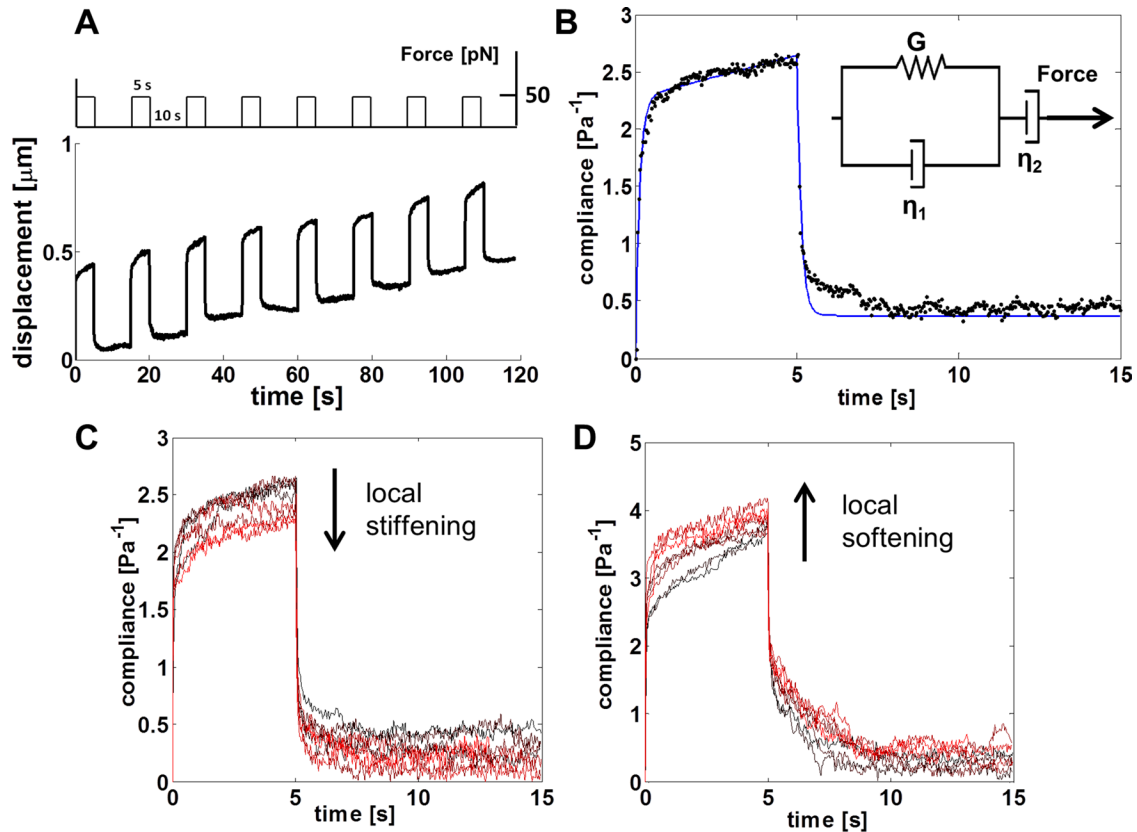 A
Force [pN]
5 s
10 s
50
1
0.5
0
displacement [μm]
0 20 40 60 80 100 120
time [s]
B
3
2.5
2
1.5
1
0.5
0
compliance [Pa⁻¹]
G
Force
η₂
η₁
0 5 10 15
time [s]
C
3
2.5
2
1.5
1
0.5
0
compliance [Pa⁻¹]
local
stiffening
0 5 10 15
time [s]
D
5
4
3
2
1
0
compliance [Pa⁻¹]
local
softening
0 5 10 15
time [s]